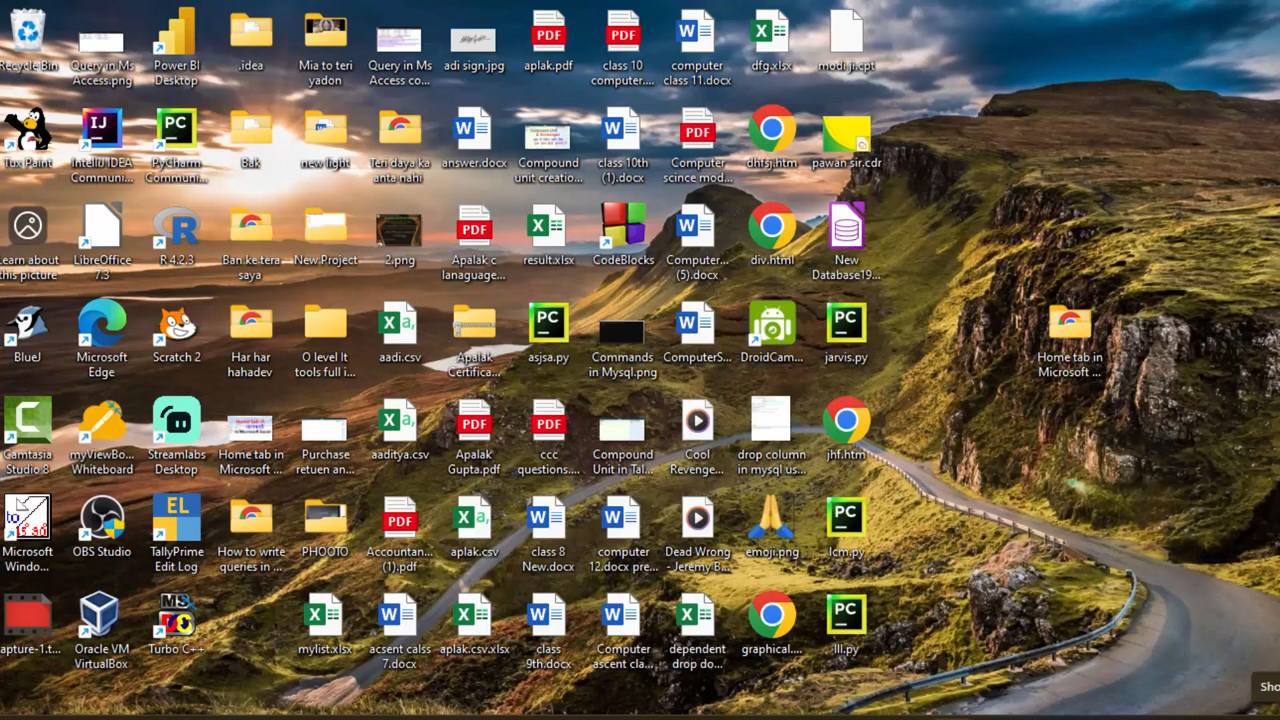 Recycle Bin
Query in Ms
Access.png
Power BI
Desktop
.idea
Mia to teri
yadon
Query in Ms
Access co...
adi sign.jpg
aplak.pdf
class 10
computer....
computer
class 11.docx
dfg.xlsx
modi ji.cpt
Tux Paint
IntelliJ IDEA
Communi...
PyCharm
Communi...
Bak
new light
Teri daya ka
anta nahi
answer.docx
Compound
unit creatio...
class 10th
(1).docx
Computer
scince mod...
dhfsj.htm
pawan sir.cdr
Learn about
this picture
LibreOffice
7.3
R 4.2.3
Ban.ke.tera
saya
New Project
2.png
Apalak c
lanaguage...
result.xlsx
CodeBlocks
Computer...
(5).docx
div.html
New
Database19...
BlueJ
Microsoft
Edge
Scratch 2
Har har
hahadev
O level It
tools full i...
aadi.csv
Apalak
Certifica...
asjsa.py
Commands
in Mysql.png
ComputerS...
DroidCam...
jarvis.py
Home tab in
Microsoft ...
Camtasia
Studio 8
myViewBo...
Whiteboard
Streamlabs
Desktop
Home tab in
Microsoft ...
Purchase
retuen an...
aaditya.csv
Apalak
Gupta.pdf
ccc
questions....
Compound
Unit in Tal...
Cool
Revenge...
drop column
in mysql us...
jhf.htm
Microsoft
Windo...
OBS Studio
TallyPrime
Edit Log
How to write
queries in ...
PHOOTO
Accountan...
(1).pdf
aplak.csv
class 8
New.docx
computer
12.docx pre...
Dead Wrong
- Jeremy B...
emoji.png
lcm.py
apture-1.t...
Oracle VM
VirtualBox
Turbo C++
mylist.xlsx
acsent calss
7.docx
aplak.csv.xlsx
class
9th.docx
Computer
ascent cla...
dependent
drop do...
graphical....
lll.py
Sho